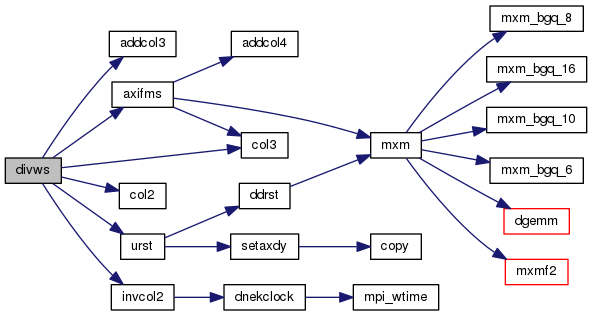 mxm_bgq_8
addcol3
addcol4
mxm_bgq_16
axifms
mxm_bgq_10
col3
mxm
divws
mxm_bgq_6
col2
ddrst
dgemm
urst
setaxdy
copy
mxmf2
invcol2
dnekclock
mpi_wtime